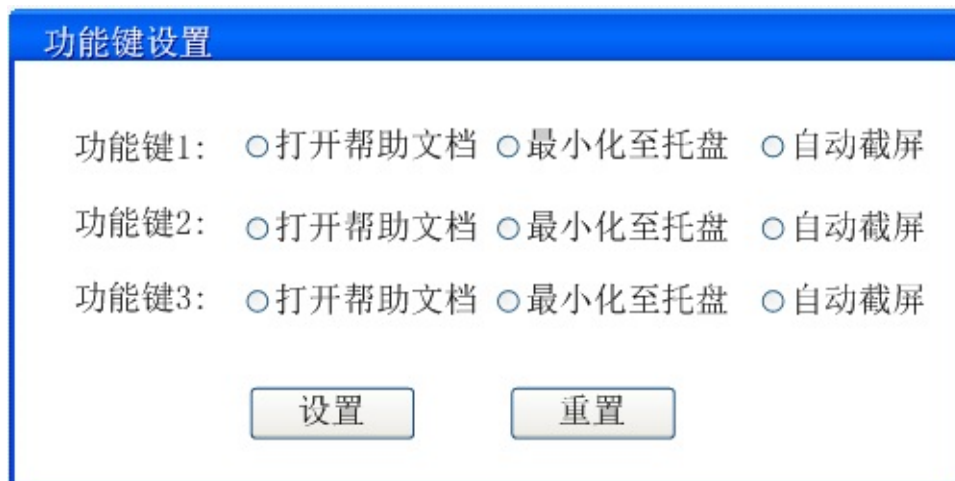 功能键设置
功能键1: 打开帮助文档 最小化至托盘 自动截屏
功能键2: 打开帮助文档 最小化至托盘 自动截屏
功能键3: 打开帮助文档 最小化至托盘 自动截屏
设置 重置